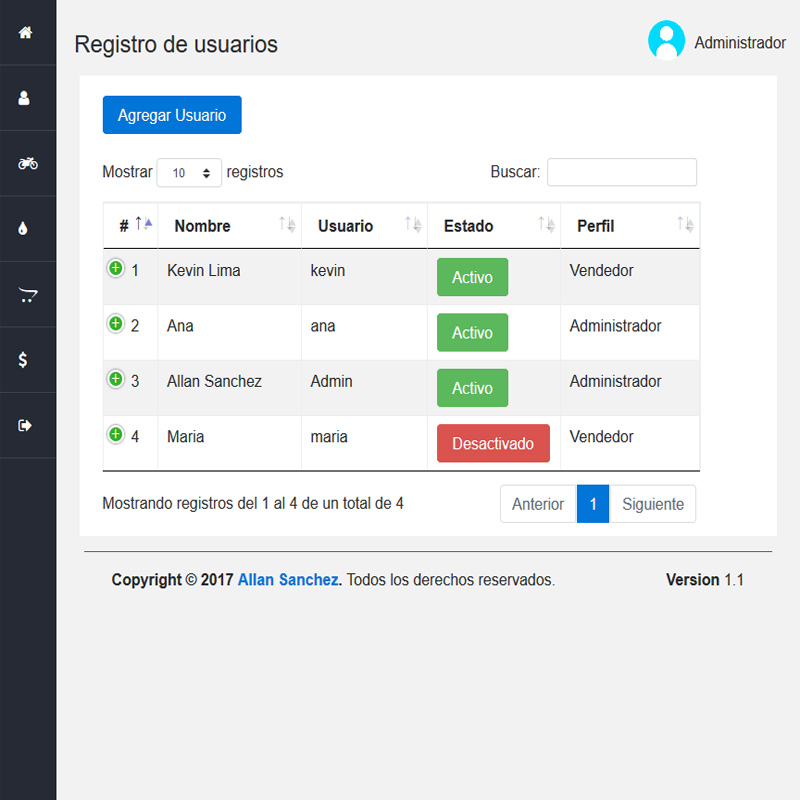 Registro de usuarios
Administrador
Agregar Usuario
Mostrar 10 registros Buscar:
# Nombre Usuario Estado Perfil
1 Kevin Lima kevin Activo Vendedor
2 Ana ana Activo Administrador
3 Allan Sanchez Admin Activo Administrador
4 Maria maria Desactivado Vendedor
Mostrando registros del 1 al 4 de un total de 4 Anterior 1 Siguiente
Copyright © 2017 Allan Sanchez. Todos los derechos reservados. Version 1.1